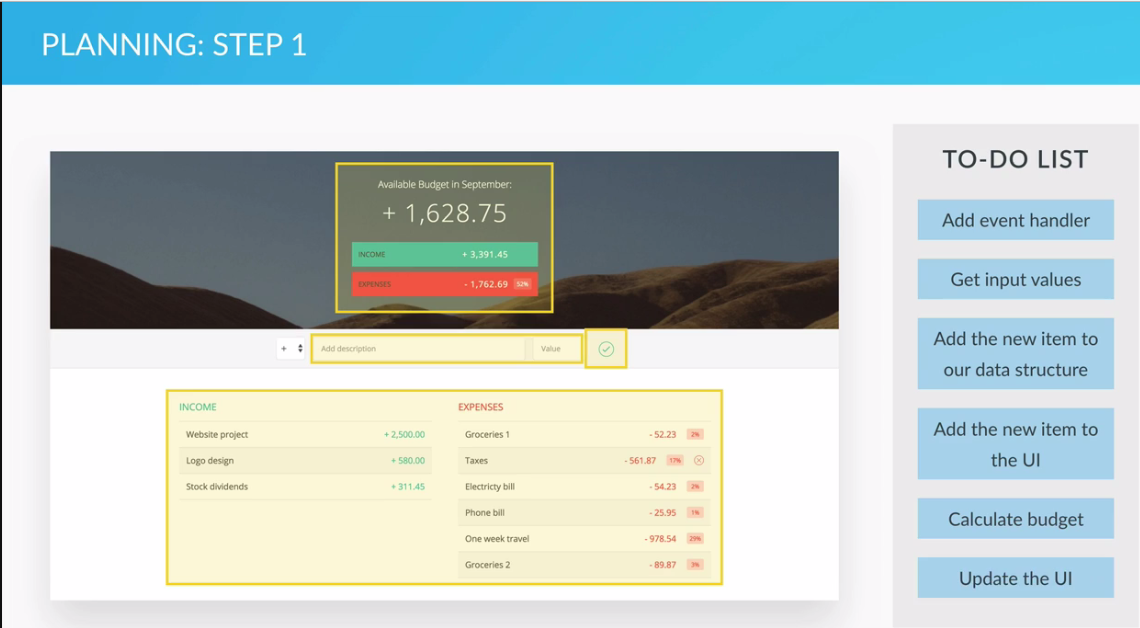 PLANNING: STEP 1
Available Budget in September:
+ 1,628.75
INCOME + 3,391.45
EXPENSES - 1,762.69 52%
+ Add description Value
INCOME
Website project + 2,500.00
Logo design + 580.00
Stock dividends + 311.45
EXPENSES
Groceries 1 - 52.23 2%
Taxes - 561.87 17%
Electricty bill - 54.23 2%
Phone bill - 25.95 1%
One week travel - 978.54 29%
Groceries 2 - 89.87 3%
TO-DO LIST
Add event handler
Get input values
Add the new item to
our data structure
Add the new item to
the UI
Calculate budget
Update the UI